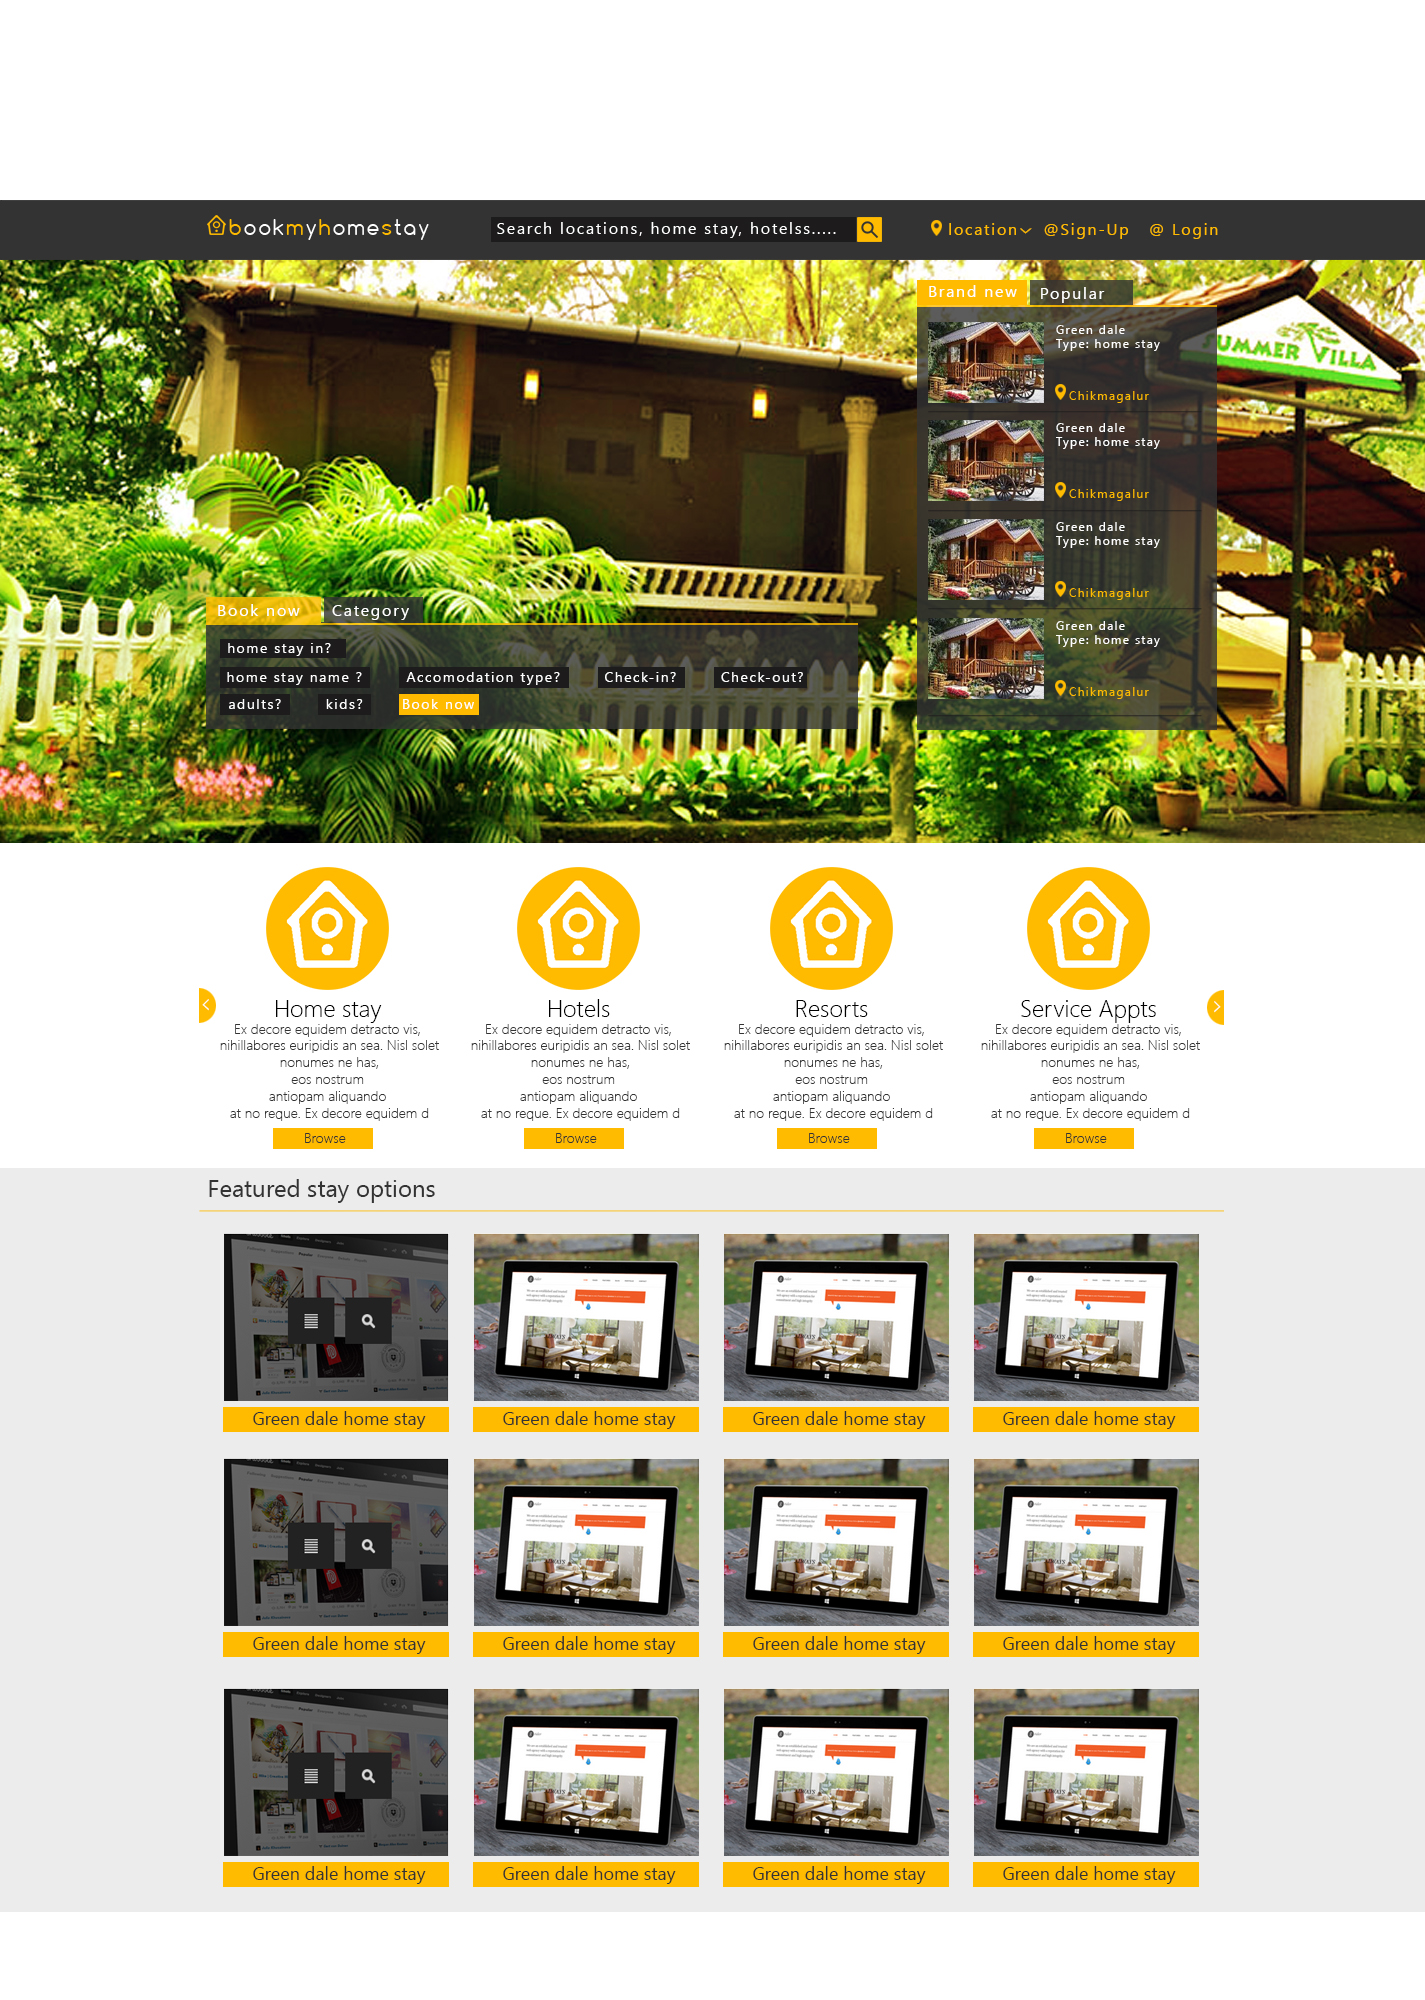 bookmyhomestay
Search locations, home stay, hotelss.....
location @Sign-Up @ Login
Brand new Popular
Green dale
Type: home stay
Chikmagalur
Green dale
Type: home stay
Chikmagalur
Green dale
Type: home stay
Chikmagalur
Green dale
Type: home stay
Chikmagalur
SUMMER VILLA
Book now Category
home stay in?
home stay name ? Accomodation type? Check-in? Check-out?
adults? kids? Book now
Home stay
Ex decore equidem detracto vis,
nihillabores euripidis an sea. Nisl solet
nonumes ne has,
eos nostrum
antiopam aliquando
at no reque. Ex decore equidem d
Browse
Hotels
Ex decore equidem detracto vis,
nihillabores euripidis an sea. Nisl solet
nonumes ne has,
eos nostrum
antiopam aliquando
at no reque. Ex decore equidem d
Browse
Resorts
Ex decore equidem detracto vis,
nihillabores euripidis an sea. Nisl solet
nonumes ne has,
eos nostrum
antiopam aliquando
at no reque. Ex decore equidem d
Browse
Service Appts
Ex decore equidem detracto vis,
nihillabores euripidis an sea. Nisl solet
nonumes ne has,
eos nostrum
antiopam aliquando
at no reque. Ex decore equidem d
Browse
Featured stay options
Green dale home stay
Green dale home stay
Green dale home stay
Green dale home stay
Green dale home stay
Green dale home stay
Green dale home stay
Green dale home stay
Green dale home stay
Green dale home stay
Green dale home stay
Green dale home stay